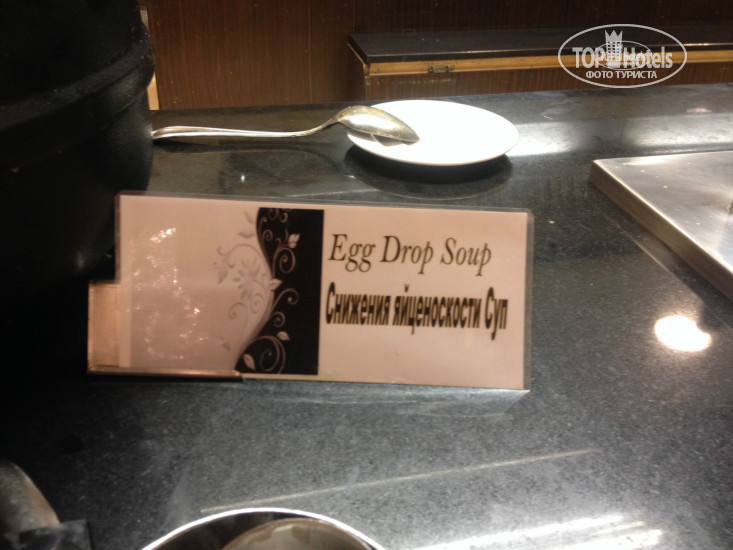 TOP Hotels
ФОТО ТУРИСТА
Egg Drop Soup
Снижения яйценоскости Суп